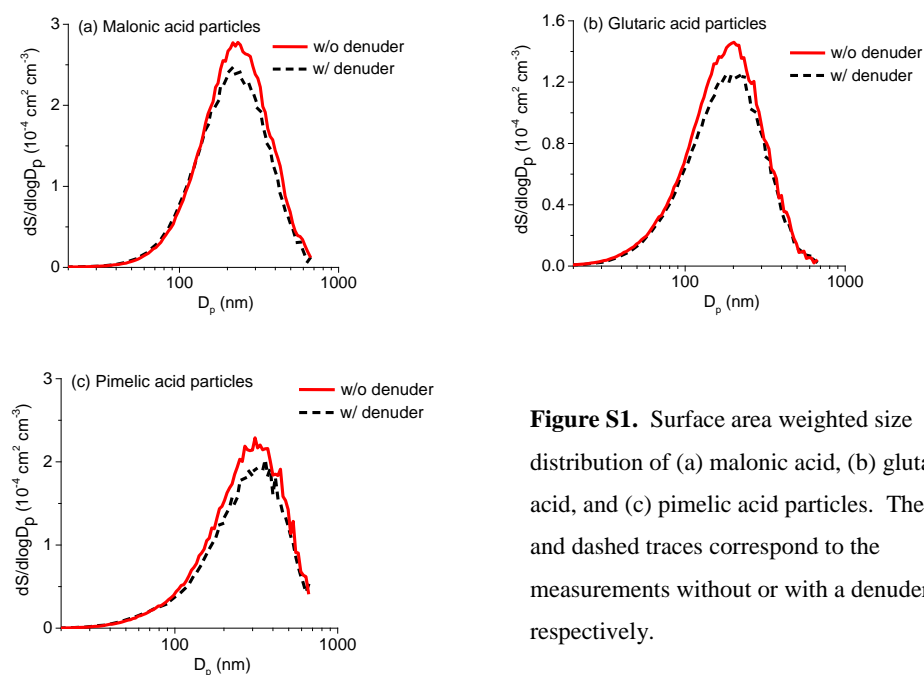 (a) Malonic acid particles
w/o denuder
w/ denuder
3
2
1
0
dS/dlogDp (10-4 cm2 cm-3)
100
1000
Dp (nm)
(b) Glutaric acid particles
w/o denuder
w/ denuder
1.8
1.2
0.6
0.0
dS/dlogDp (10-4 cm2 cm-3)
100
1000
Dp (nm)
(c) Pimelic acid particles
w/o denuder
w/ denuder
3
2
1
0
dS/dlogDp (10-4 cm2 cm-3)
100
1000
Dp (nm)
Figure S1. Surface area weighted size
distribution of (a) malonic acid, (b)
acid, and (c) pimelic acid particles. The
and dashed traces correspond to the
measurements without or with a denuder
respectively.